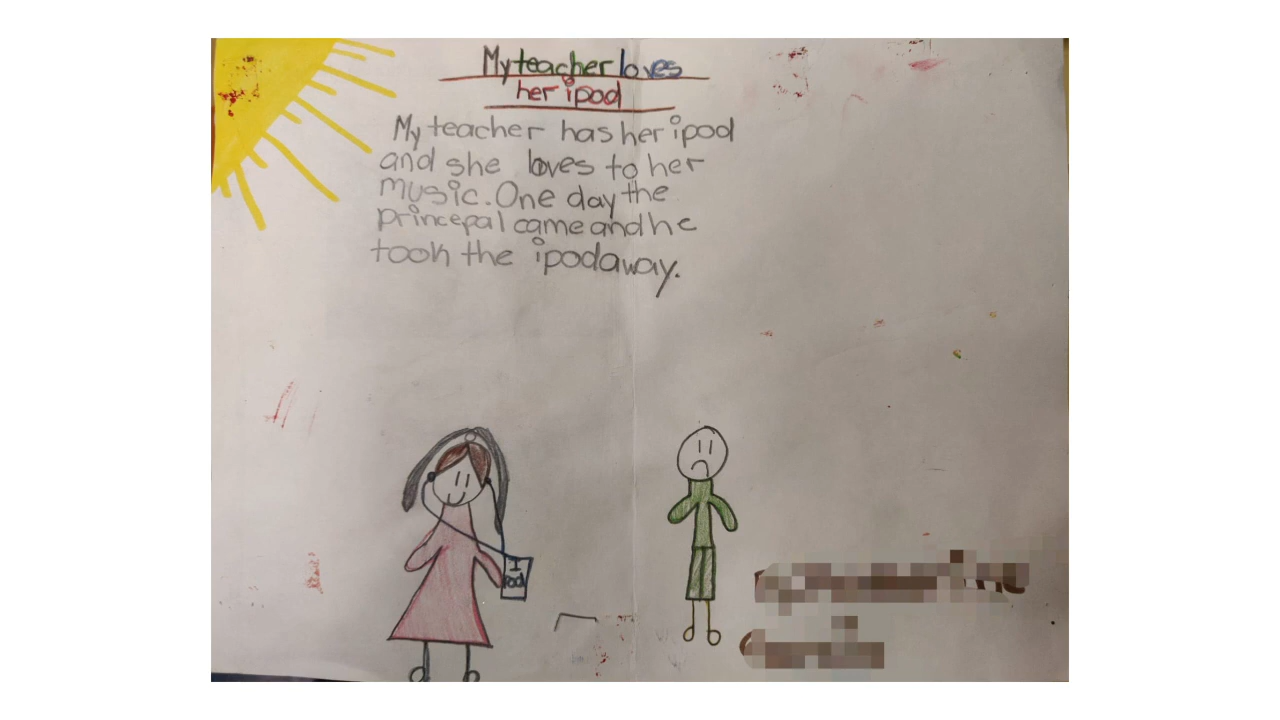 My teacher loves
her ipod
My teacher has her ipod
and she loves to her
music. One day the
princepal came and he
took the ipod away.
I
Pod